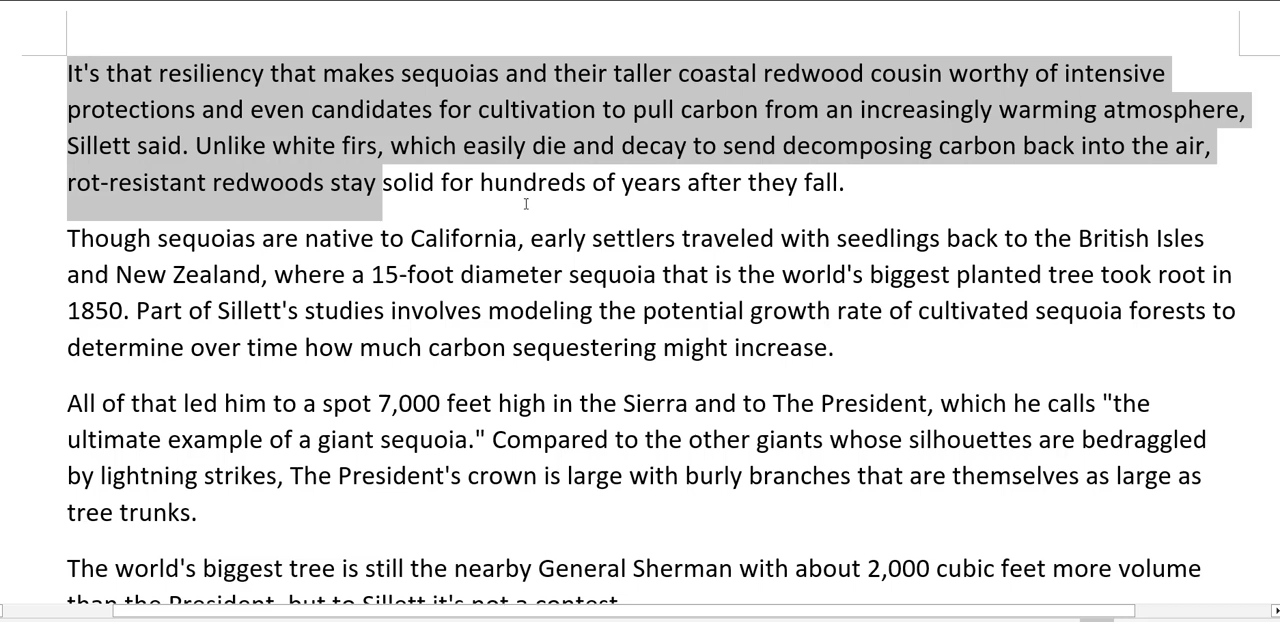 It's that resiliency that makes sequoias and their taller coastal redwood cousin worthy of intensive
protections and even candidates for cultivation to pull carbon from an increasingly warming atmosphere,
Sillett said. Unlike white firs, which easily die and decay to send decomposing carbon back into the air,
rot-resistant redwoods stay solid for hundreds of years after they fall.
Though sequoias are native to California, early settlers traveled with seedlings back to the British Isles
and New Zealand, where a 15-foot diameter sequoia that is the world's biggest planted tree took root in
1850. Part of Sillett's studies involves modeling the potential growth rate of cultivated sequoia forests to
determine over time how much carbon sequestering might increase.
All of that led him to a spot 7,000 feet high in the Sierra and to The President, which he calls "the
ultimate example of a giant sequoia." Compared to the other giants whose silhouettes are bedraggled
by lightning strikes, The President's crown is large with burly branches that are themselves as large as
tree trunks.
The world's biggest tree is still the nearby General Sherman with about 2,000 cubic feet more volume
than the President, but to Sillett it's not a contest.